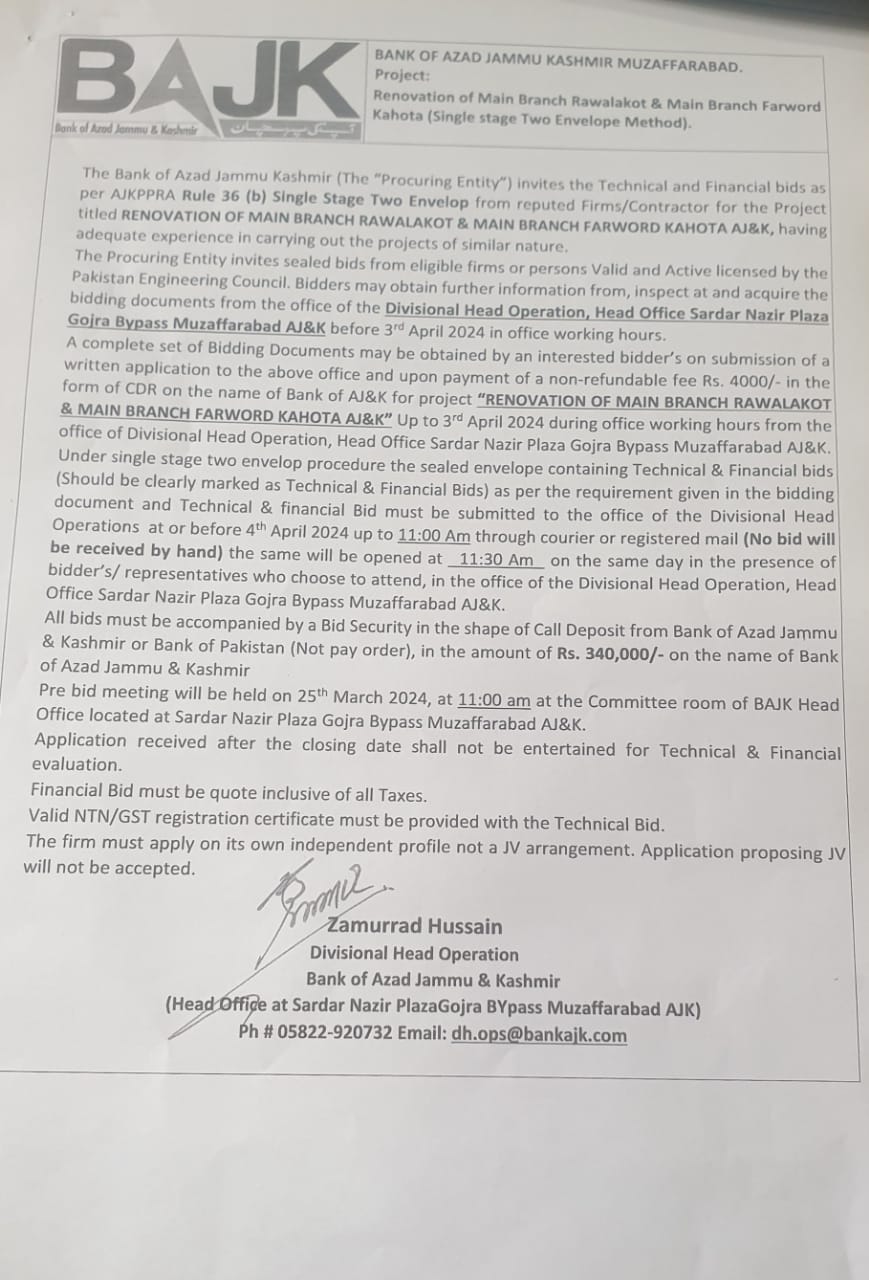 BAJK
Bank of Azad Jammu & Kashmir
BANK OF AZAD JAMMU KASHMIR MUZAFFARABAD.
Project:
Renovation of Main Branch Rawalakot & Main Branch Farword
Kahota (Single stage Two Envelope Method).
The Bank of Azad Jammu Kashmir (The "Procuring Entity") invites the Technical and Financial bids as
per AJKPPRA Rule 36 (b) Single Stage Two Envelop from reputed Firms/Contractor for the Project
titled RENOVATION OF MAIN BRANCH RAWALAKOT & MAIN BRANCH FARWORD KAHOTA AJ&K, having
adequate experience in carrying out the projects of similar nature.
The Procuring Entity invites sealed bids from eligible firms or persons Valid and Active licensed by the
Pakistan Engineering Council. Bidders may obtain further information from, inspect at and acquire the
bidding documents from the office of the Divisional Head Operation, Head Office Sardar Nazir Plaza
Gojra Bypass Muzaffarabad AJ&K before 3rd April 2024 in office working hours.
A complete set of Bidding Documents may be obtained by an interested bidder's on submission of a
written application to the above office and upon payment of a non-refundable fee Rs. 4000/- in the
form of CDR on the name of Bank of AJ&K for project "RENOVATION OF MAIN BRANCH RAWALAKOT
& MAIN BRANCH FARWORD KAHOTA AJ&K" Up to 3rd April 2024 during office working hours from the
office of Divisional Head Operation, Head Office Sardar Nazir Plaza Gojra Bypass Muzaffarabad AJ&K.
Under single stage two envelop procedure the sealed envelope containing Technical & Financial bids
(Should be clearly marked as Technical & Financial Bids) as per the requirement given in the bidding
document and Technical & financial Bid must be submitted to the office of the Divisional Head
Operations at or before 4th April 2024 up to 11:00 Am through courier or registered mail (No bid will
be received by hand) the same will be opened at 11:30 Am on the same day in the presence of
bidder's/ representatives who choose to attend, in the office of the Divisional Head Operation, Head
Office Sardar Nazir Plaza Gojra Bypass Muzaffarabad AJ&K.
All bids must be accompanied by a Bid Security in the shape of Call Deposit from Bank of Azad Jammu
& Kashmir or Bank of Pakistan (Not pay order), in the amount of Rs. 340,000/- on the name of Bank
of Azad Jammu & Kashmir
Pre bid meeting will be held on 25th March 2024, at 11:00 am at the Committee room of BAJK Head
Office located at Sardar Nazir Plaza Gojra Bypass Muzaffarabad AJ&K.
Application received after the closing date shall not be entertained for Technical & Financial
evaluation.
Financial Bid must be quote inclusive of all Taxes.
Valid NTN/GST registration certificate must be provided with the Technical Bid.
The firm must apply on its own independent profile not a JV arrangement. Application proposing JV
will not be accepted.
Zamurrad Hussain
Divisional Head Operation
Bank of Azad Jammu & Kashmir
(Head Office at Sardar Nazir PlazaGojra BYpass Muzaffarabad AJK)
Ph # 05822-920732 Email: dh.ops@bankajk.com